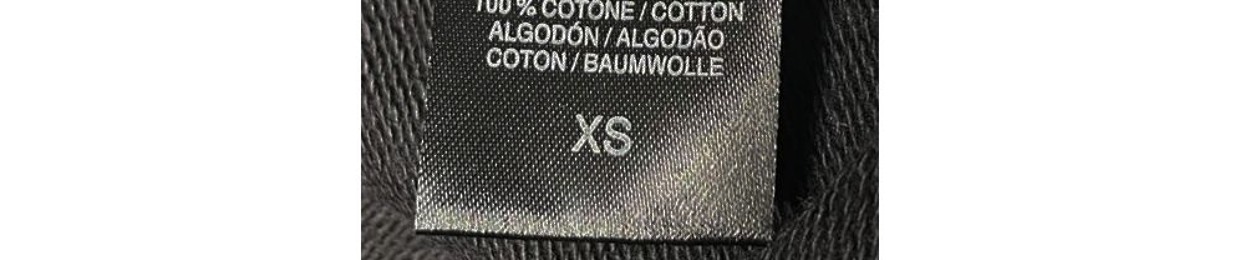 100 % COTONE / COTTON
ALGODÓN / ALGODÃO
COTON / BAUMWOLLE
XS